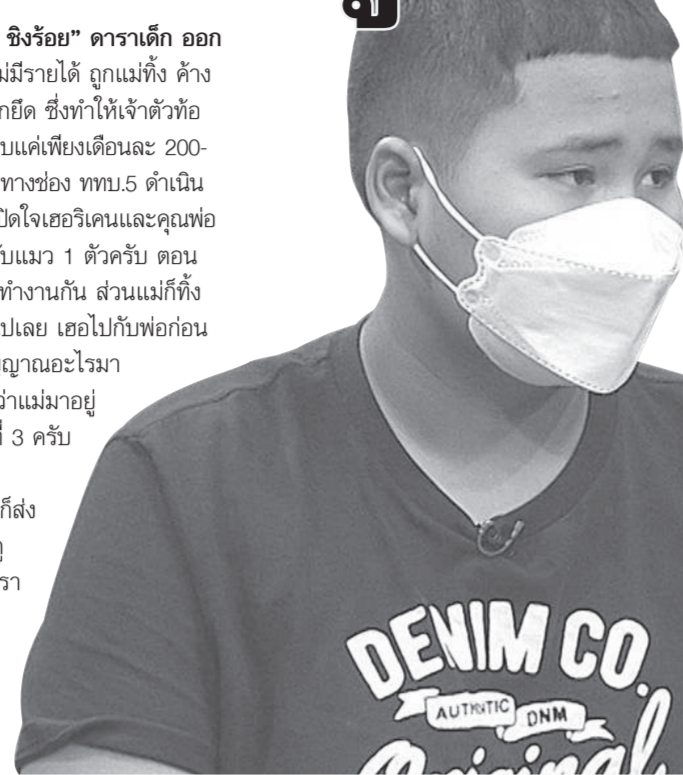 ชิงร้อย” ดาราเด็ก ออก
ม่มีรายได้ ถูกแม่ทิ้ง ค้าง
กยึด ซึ่งทำให้เจ้าตัวท้อ
บแค่เพียงเดือนละ 200-
ทางช่อง ททบ.5 ดำเนิน
ปิดใจเฮอริเคนและคุณพ่อ
ับแมว 1 ตัวครับ ตอน
ทำงานกัน ส่วนแม่ก็ทิ้ง
ปเลย เฮอไปกับพ่อก่อน
ญาณอะไรมา
ว่าแม่มาอยู่
ี่ 3 ครับ
ก็ส่ง
รา
DENIM CO.
AUTHNTIC DNM
Original